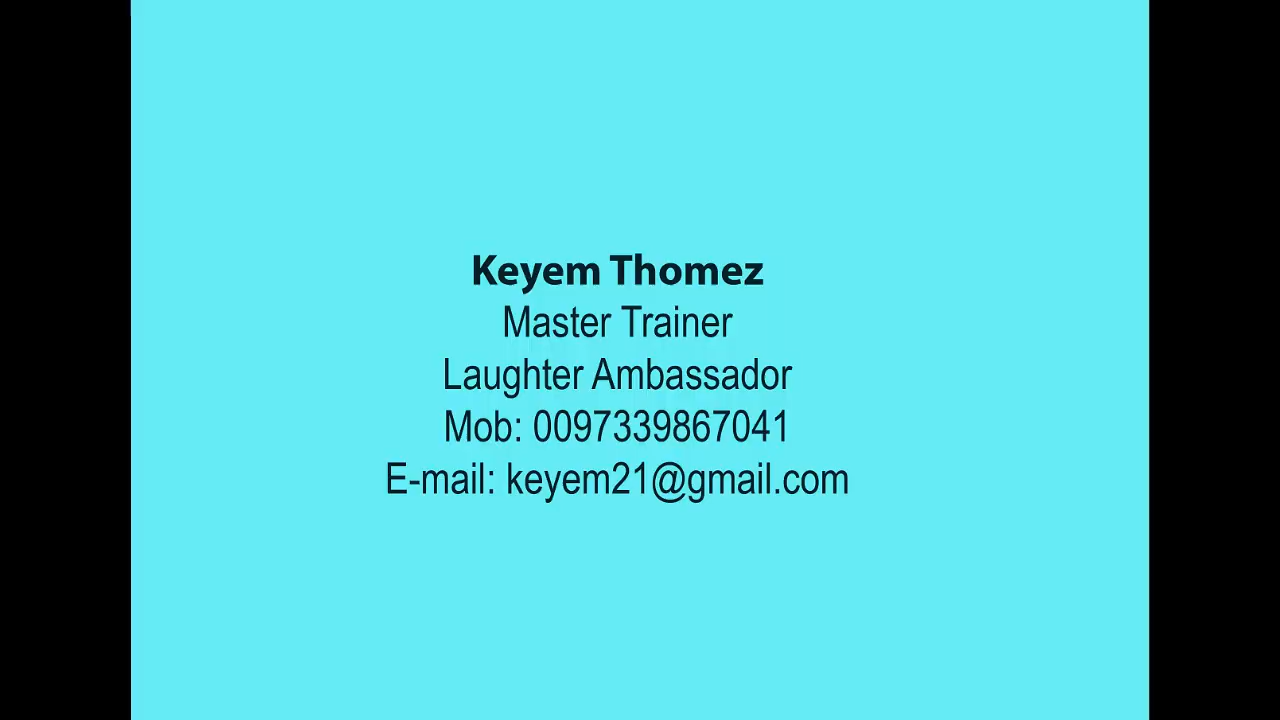 Keyem Thomez
Master Trainer
Laughter Ambassador
Mob: 0097339867041
E-mail: keyem21@gmail.com